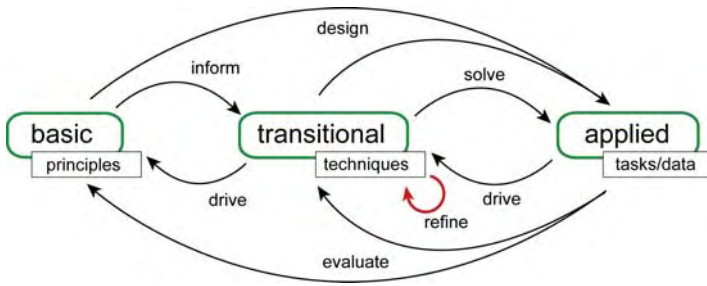 design
inform
solve
basic
transitional
applied
principles
techniques
tasks/data
drive
drive
refine
evaluate